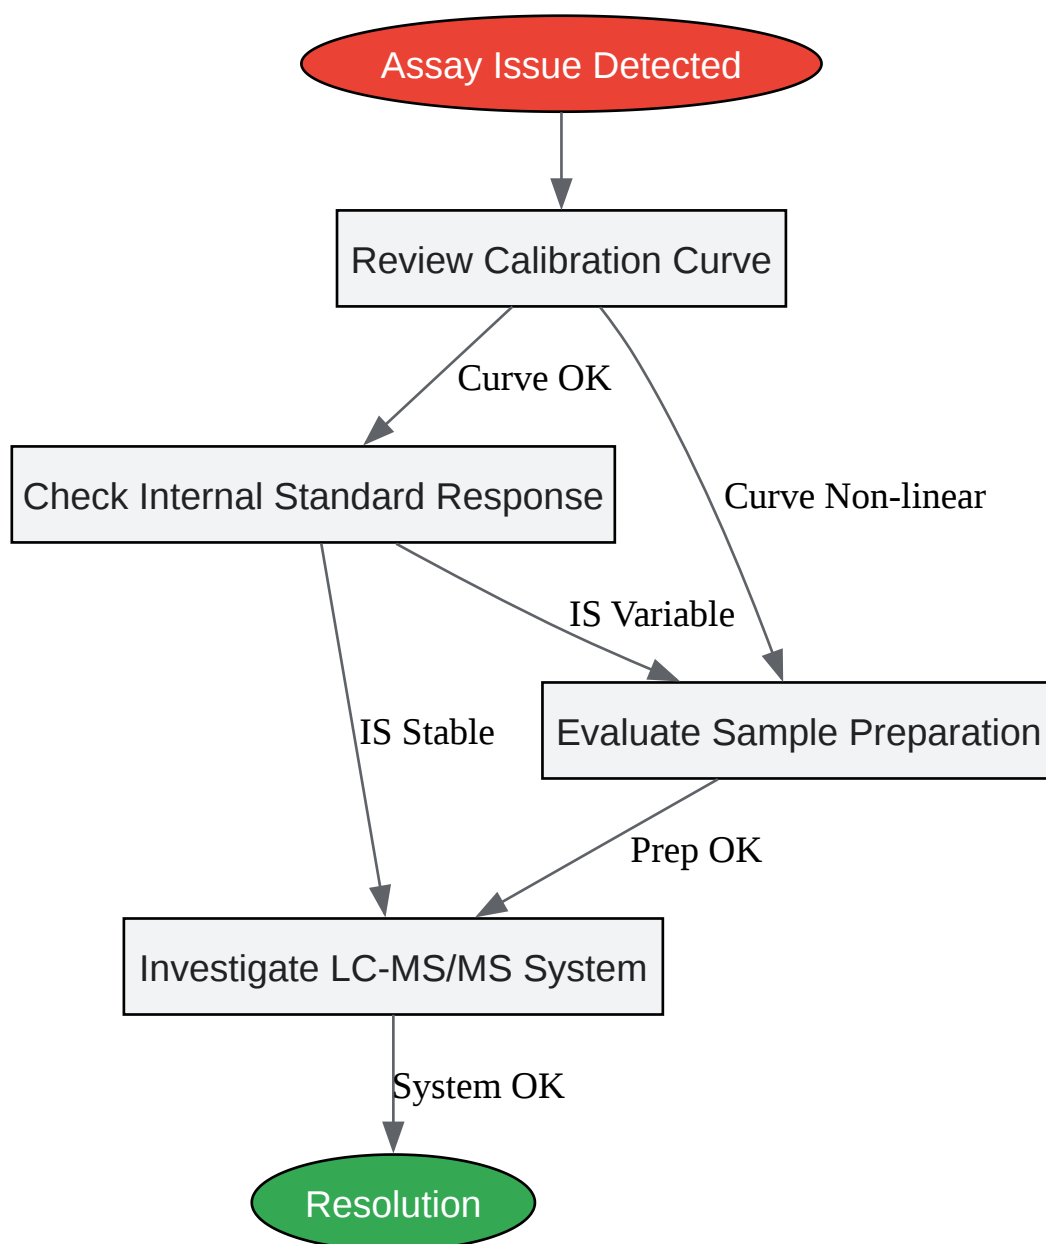 Assay Issue Detected
Review Calibration Curve
Curve OK
Check Internal Standard Response
Curve Non-linear
IS Variable
IS Stable
Evaluate Sample Preparation
Prep OK
Investigate LC-MS/MS System
System OK
Resolution